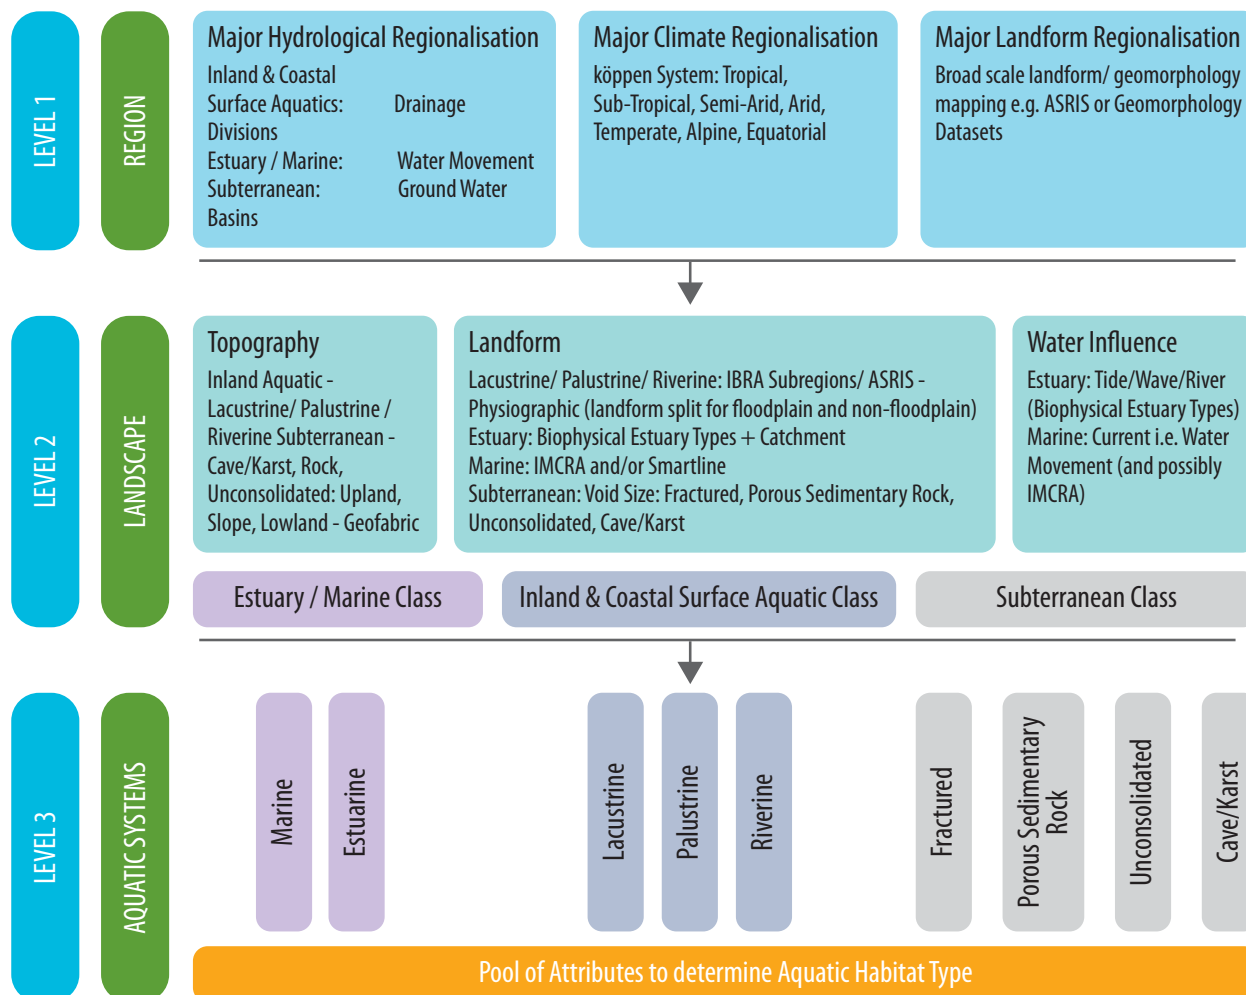 LEVEL 1
REGION
Major Hydrological Regionalisation
Inland & Coastal
Surface Aquatics: Drainage
Divisions
Estuary / Marine: Water Movement
Subterranean: Ground Water
Basins
Major Climate Regionalisation
köppen System: Tropical,
Sub-Tropical, Semi-Arid, Arid,
Temperate, Alpine, Equatorial
Major Landform Regionalisation
Broad scale landform/ geomorphology
mapping e.g. ASRIS or Geomorphology
Datasets
LEVEL 2
LANDSCAPE
Topography
Inland Aquatic -
Lacustrine/ Palustrine /
Riverine Subterranean -
Cave/Karst, Rock,
Unconsolidated: Upland,
Slope, Lowland - Geofabric
Landform
Lacustrine/ Palustrine/ Riverine: IBRA Subregions/ ASRIS -
Physiographic (landform split for floodplain and non-floodplain)
Estuary: Biophysical Estuary Types + Catchment
Marine: IMCRA and/or Smartline
Subterranean: Void Size: Fractured, Porous Sedimentary Rock,
Unconsolidated, Cave/Karst
Water Influence
Estuary: Tide/Wave/River
(Biophysical Estuary Types)
Marine: Current i.e. Water
Movement (and possibly
IMCRA)
Estuary / Marine Class
Inland & Coastal Surface Aquatic Class
Subterranean Class
LEVEL 3
AQUATIC SYSTEMS
Marine
Estuarine
Lacustrine
Palustrine
Riverine
Fractured
Porous Sedimentary
Rock
Unconsolidated
Cave/Karst
Pool of Attributes to determine Aquatic Habitat Type